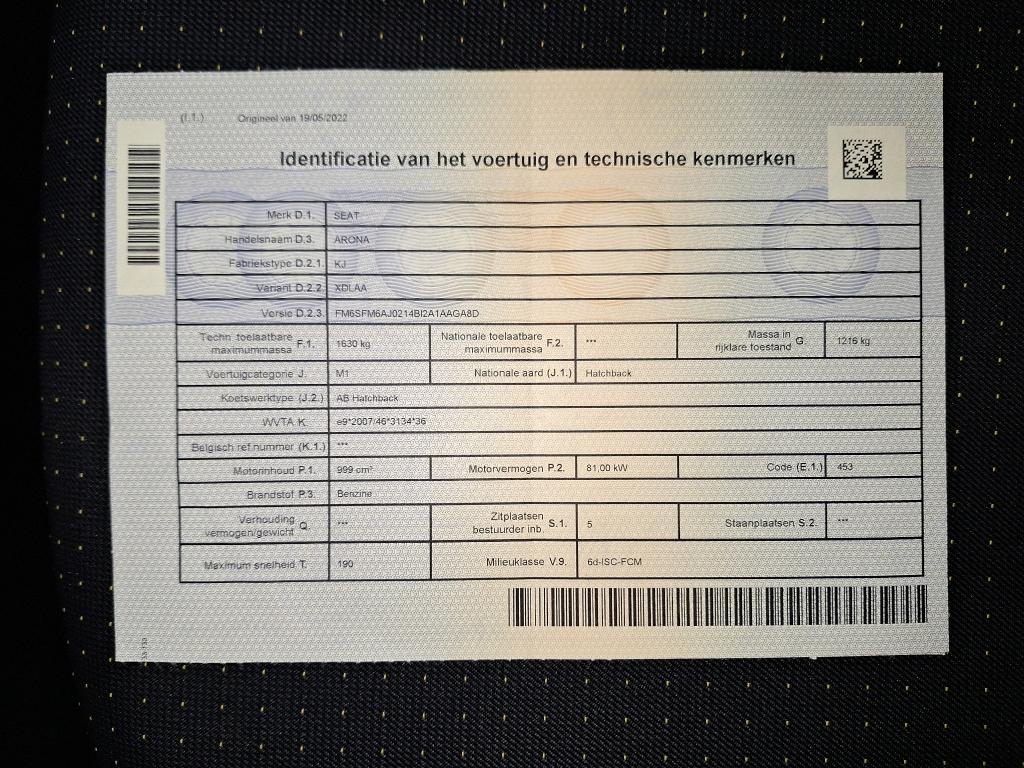 (I.1.) Origineel van 19/05/2022
Identificatie van het voertuig en technische kenmerken
Merk D.1. SEAT
Handelsnaam D.3. ARONA
Fabriekstype D.2.1. KJ
Variant D.2.2. XDLAA
Versie D.2.3. FM6SFM6AJ0214BI2A1AAGA8D
Techn toelaatbare maximummassa F.1. 1630 kg Nationale toelaatbare maximummassa F.2. *** Massa in rijklare toestand G. 1216 kg
Voertuigcategorie J. M1 Nationale aard (J.1.) Hatchback
Koetswerktype (J.2.) AB Hatchback
WVTA K. e9*2007/46*3134*36
Belgisch ref.nummer (K.1.) ***
Motorinhoud P.1. 999 cm³ Motorvermogen P.2. 81,00 kW Code (E.1.) 453
Brandstof P.3. Benzine
Verhouding vermogen/gewicht Q. *** Zitplaatsen bestuurder inb. S.1. 5 Staanplaatsen S.2. ***
Maximum snelheid T. 190 Milieuklasse V.9. 6d-ISC-FCM